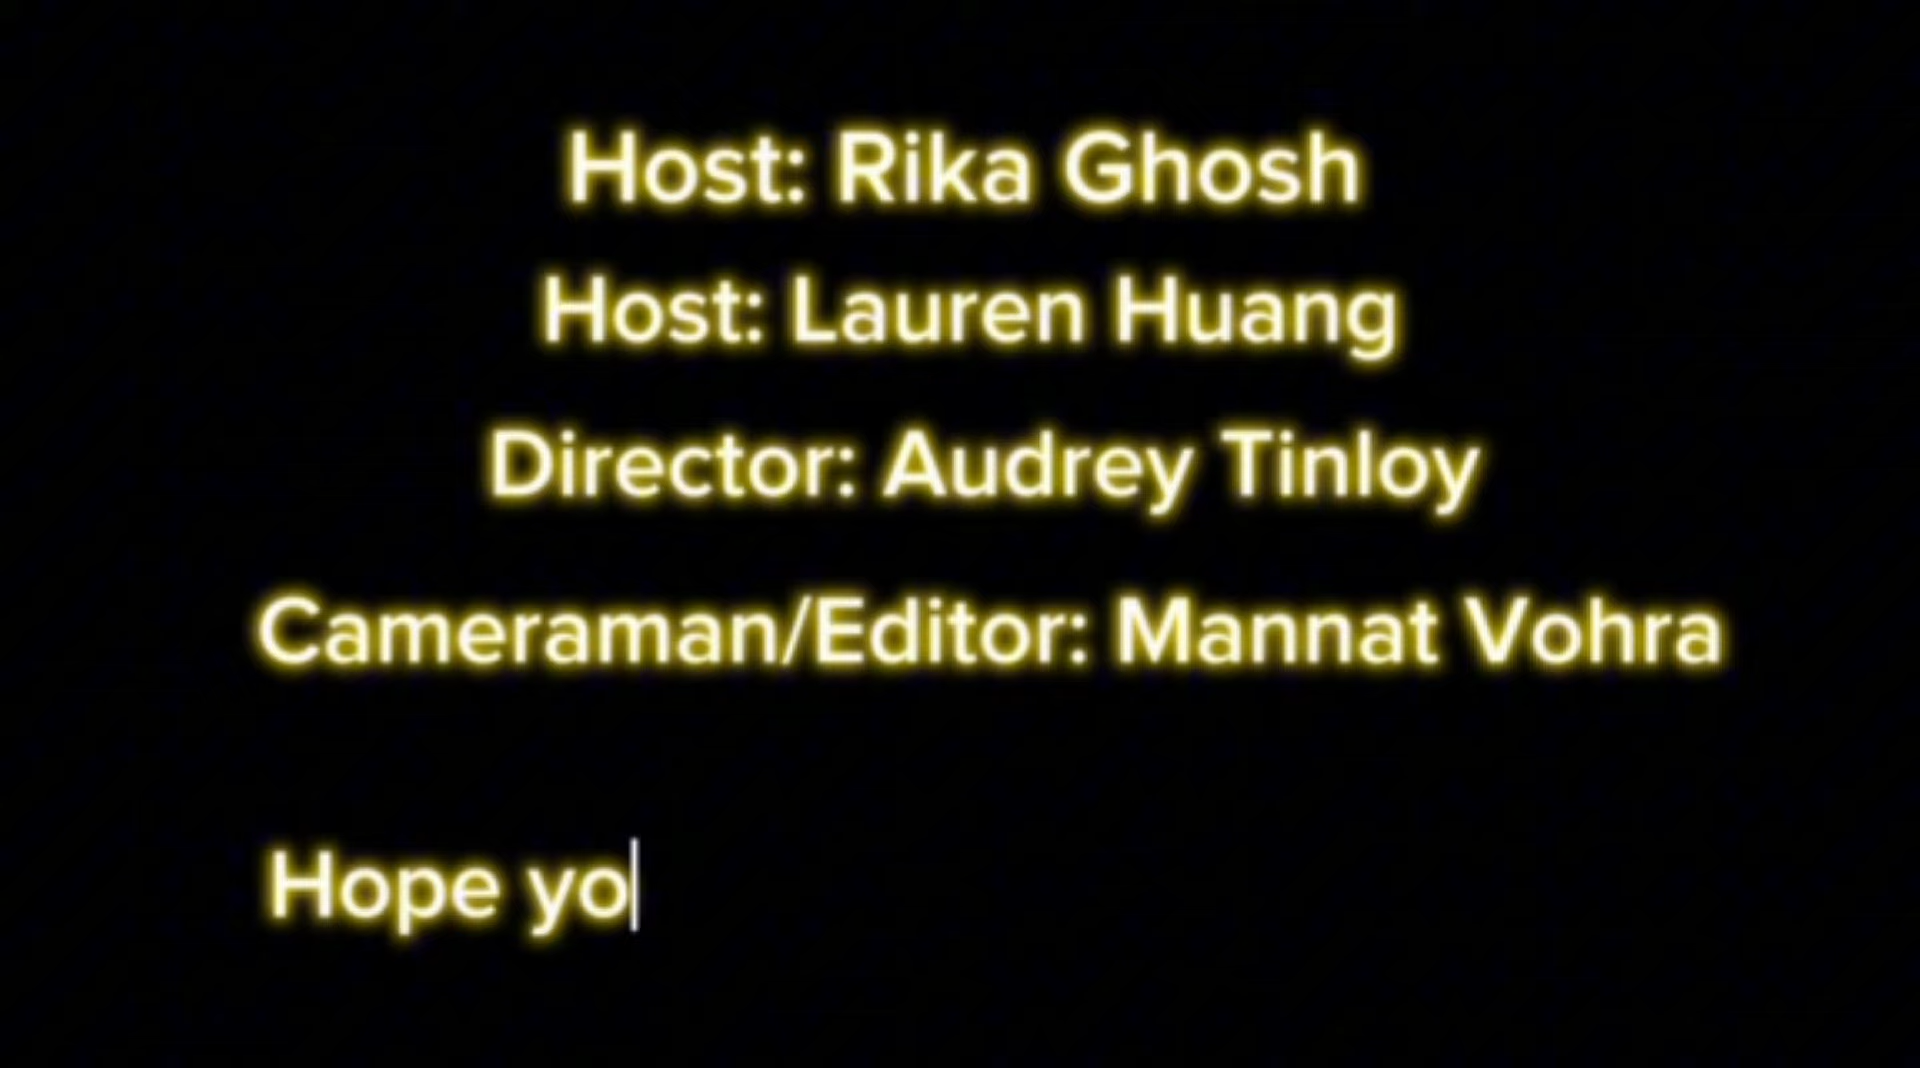 Host: Rika Ghosh
Host: Lauren Huang
Director: Audrey Tinloy
Cameraman/Editor: Mannat Vohra
Hope yo